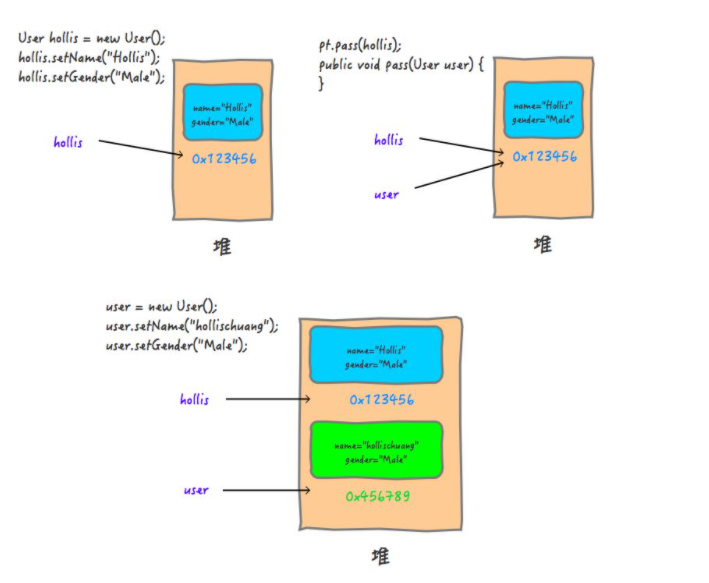 User hollis = new User();
hollis.setName("Hollis");
hollis.setGender("Male");
name="Hollis"
gender="Male"
hollis
0x123456
堆
pt.pass(hollis);
public void pass(User user) {
}
name="Hollis"
gender="Male"
hollis
0x123456
user
堆
user = new User();
user.setName("hollischuang");
user.setGender("Male");
name="Hollis"
gender="Male"
hollis
0x123456
name="hollischuang"
gender="Male"
user
0x456789
堆